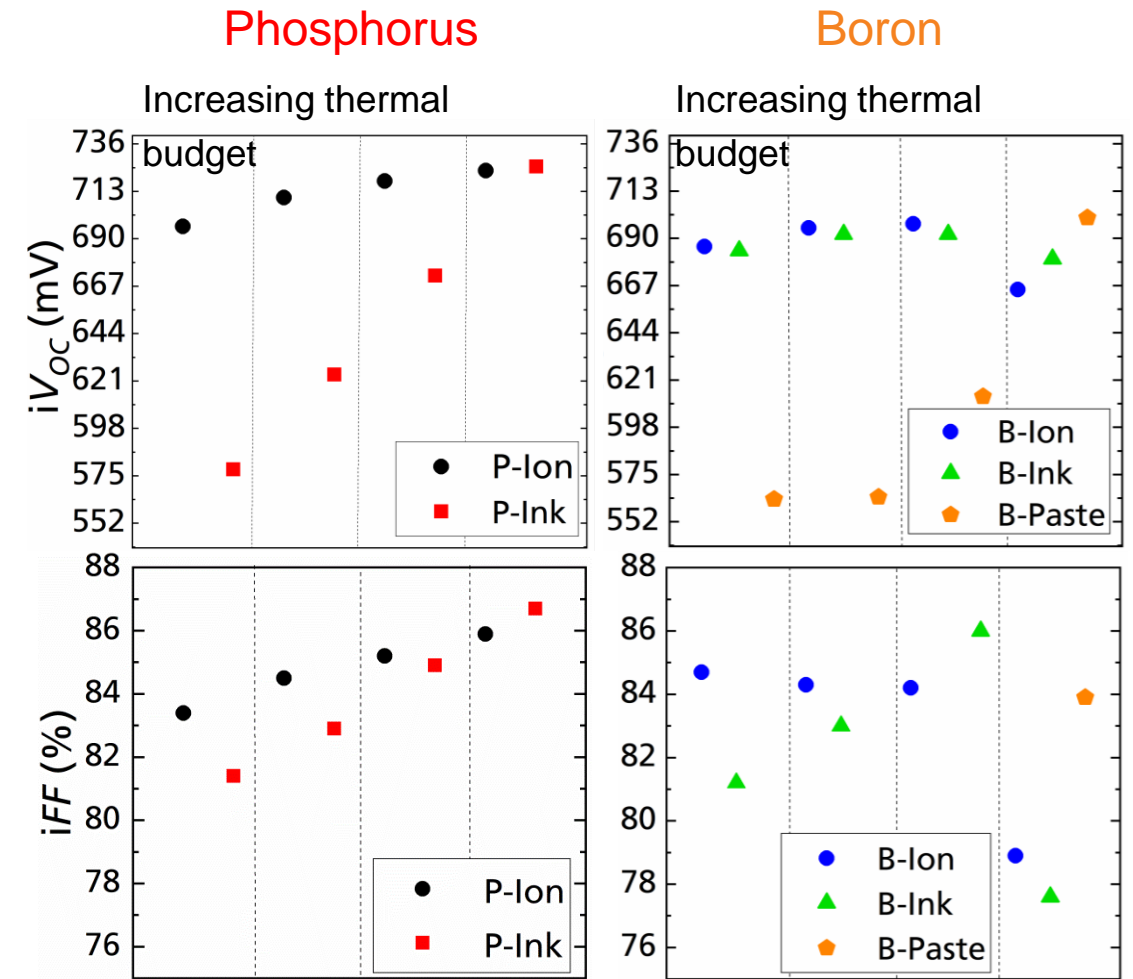 Phosphorus
Boron
Increasing thermal
budget
Increasing thermal
budget
iVOC (mV)
736
713
690
667
644
621
598
575
552
P-Ion
P-Ink
736
713
690
667
644
621
598
575
552
B-Ion
B-Ink
B-Paste
iFF (%)
88
86
84
82
80
78
76
P-Ion
P-Ink
88
86
84
82
80
78
76
B-Ion
B-Ink
B-Paste